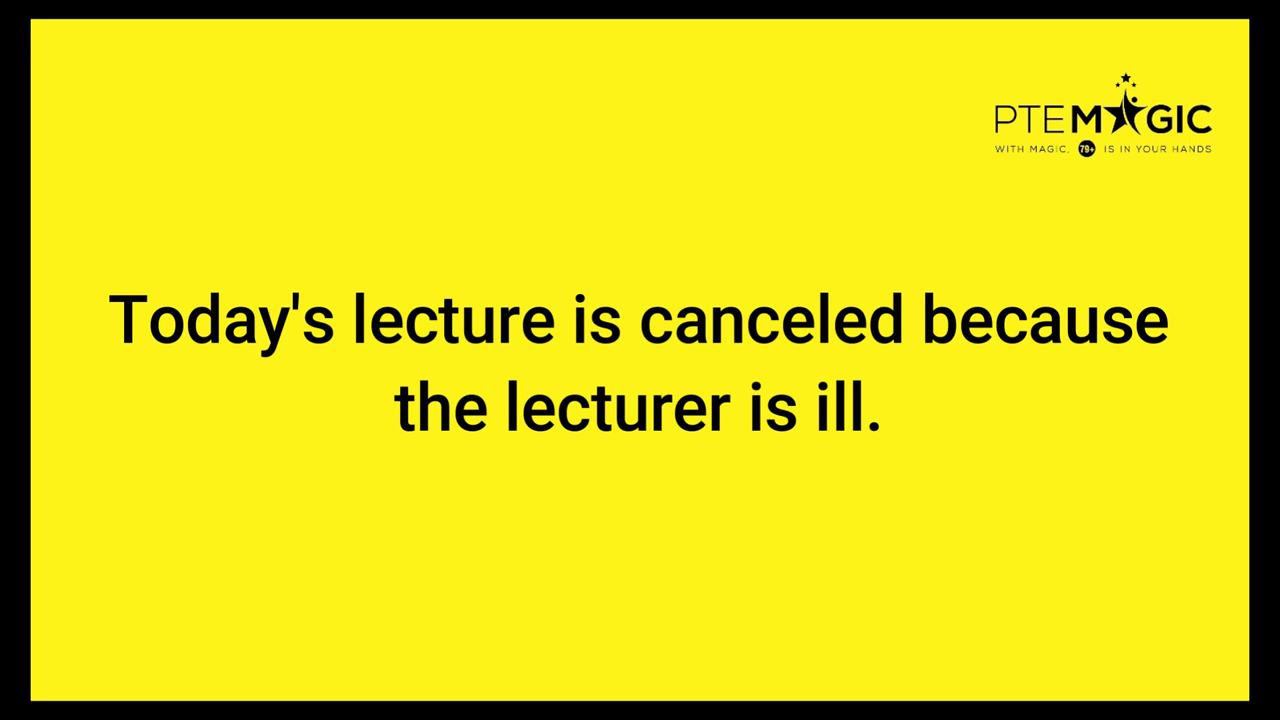 PTEMAGIC
WITH MAGIC, 79+ IS IN YOUR HANDS
Today's lecture is canceled because
the lecturer is ill.